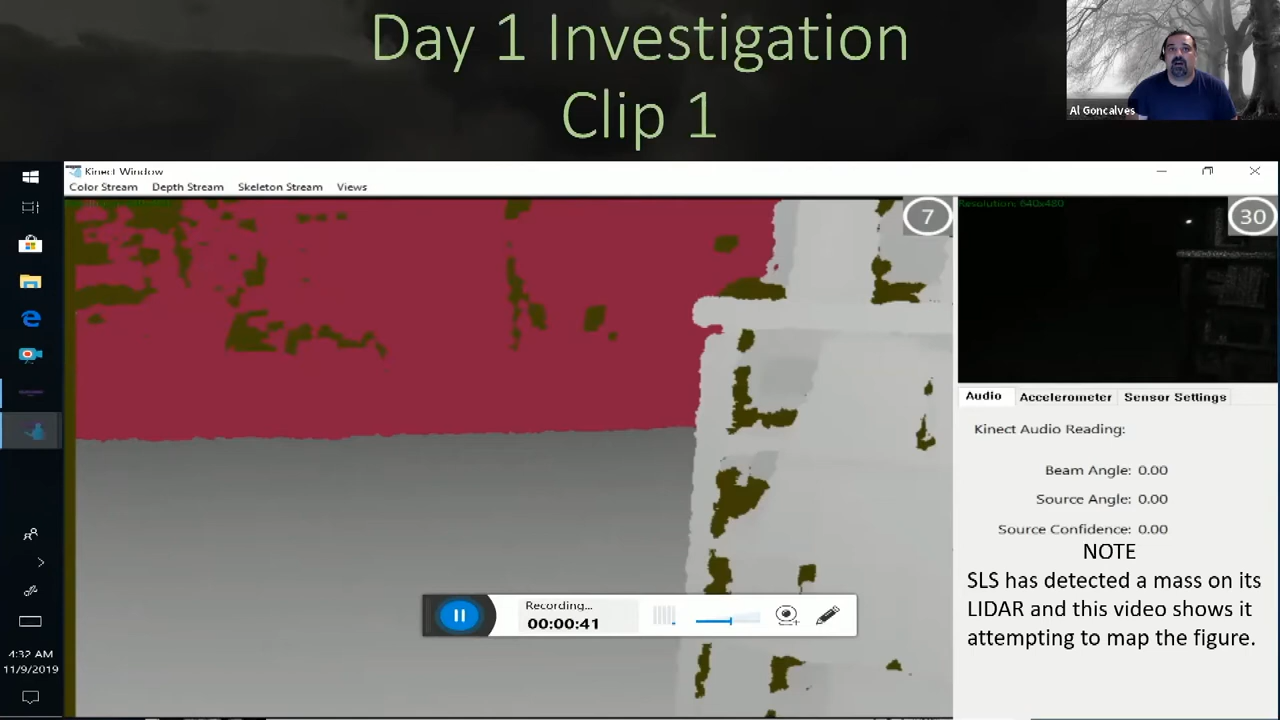 Day 1 Investigation
Clip 1
Al Goncalves
Kinect Window
Color Stream Depth Stream Skeleton Stream Views
7
Resolution: 640x480
30
Audio Accelerometer Sensor Settings
Kinect Audio Reading:
Beam Angle: 0.00
Source Angle: 0.00
Source Confidence: 0.00
NOTE
SLS has detected a mass on its
LIDAR and this video shows it
attempting to map the figure.
Recording...
00:00:41
4:32 AM
11/9/2019